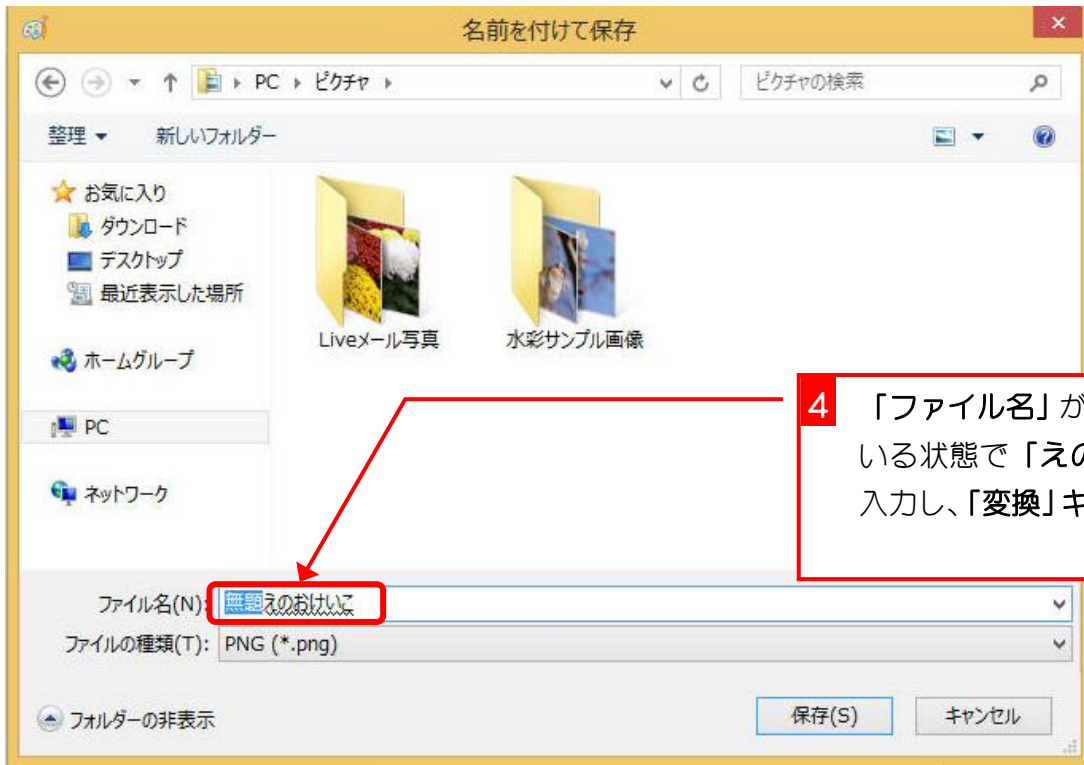 名前を付けて保存
PC ピクチャ
ピクチャの検索
整理 新しいフォルダー
お気に入り
ダウンロード
デスクトップ
最近表示した場所
ホームグループ
PC
ネットワーク
Liveメール写真
水彩サンプル画像
4 「ファイル名」が
いる状態で「えの
入力し、「変換」キ
ファイル名(N): 無題えのおけいこ
ファイルの種類(T): PNG (*.png)
フォルダーの非表示
保存(S)
キャンセル